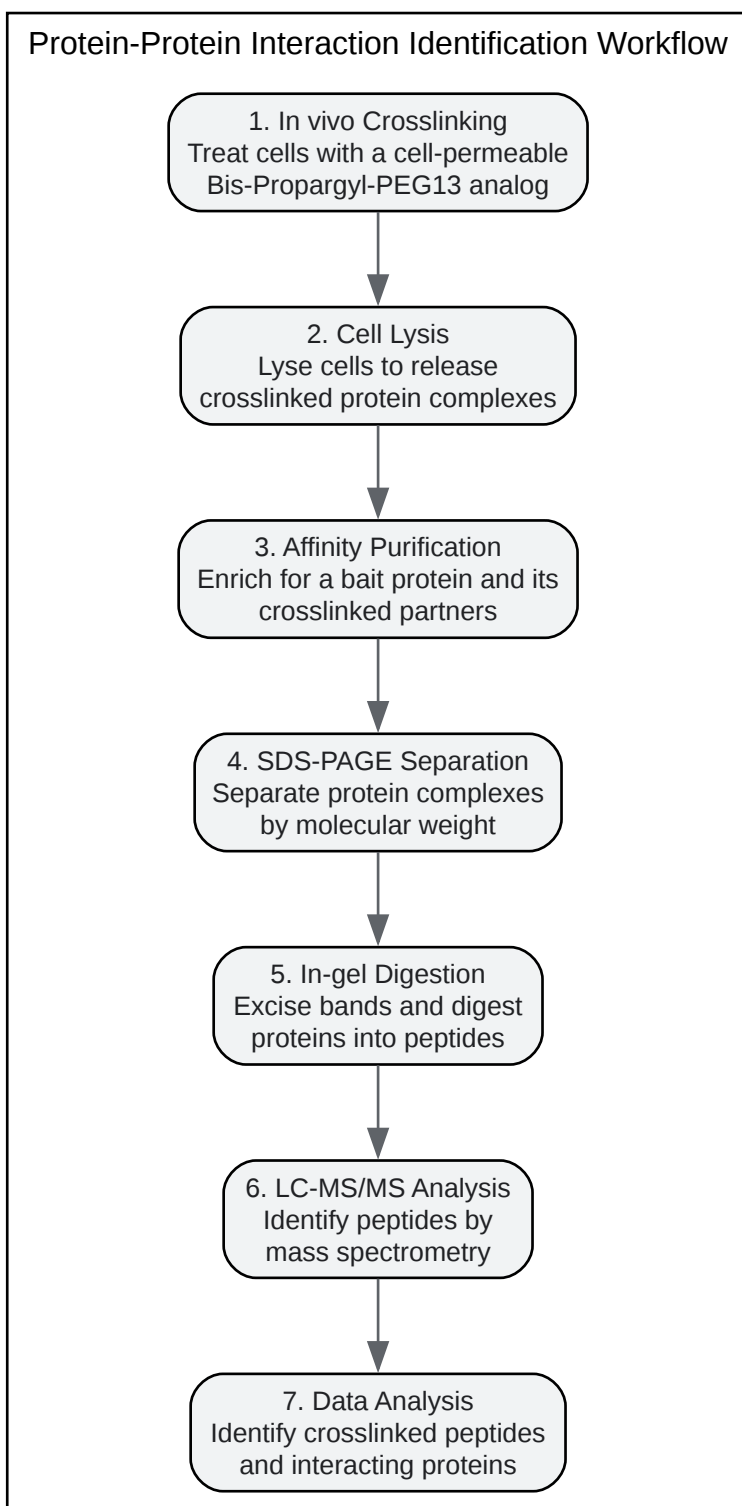 Protein-Protein Interaction Identification Workflow
1. In vivo Crosslinking
Treat cells with a cell-permeable
Bis-Propargyl-PEG13 analog
2. Cell Lysis
Lyse cells to release
crosslinked protein complexes
3. Affinity Purification
Enrich for a bait protein and its
crosslinked partners
4. SDS-PAGE Separation
Separate protein complexes
by molecular weight
5. In-gel Digestion
Excise bands and digest
proteins into peptides
6. LC-MS/MS Analysis
Identify peptides by
mass spectrometry
7. Data Analysis
Identify crosslinked peptides
and interacting proteins